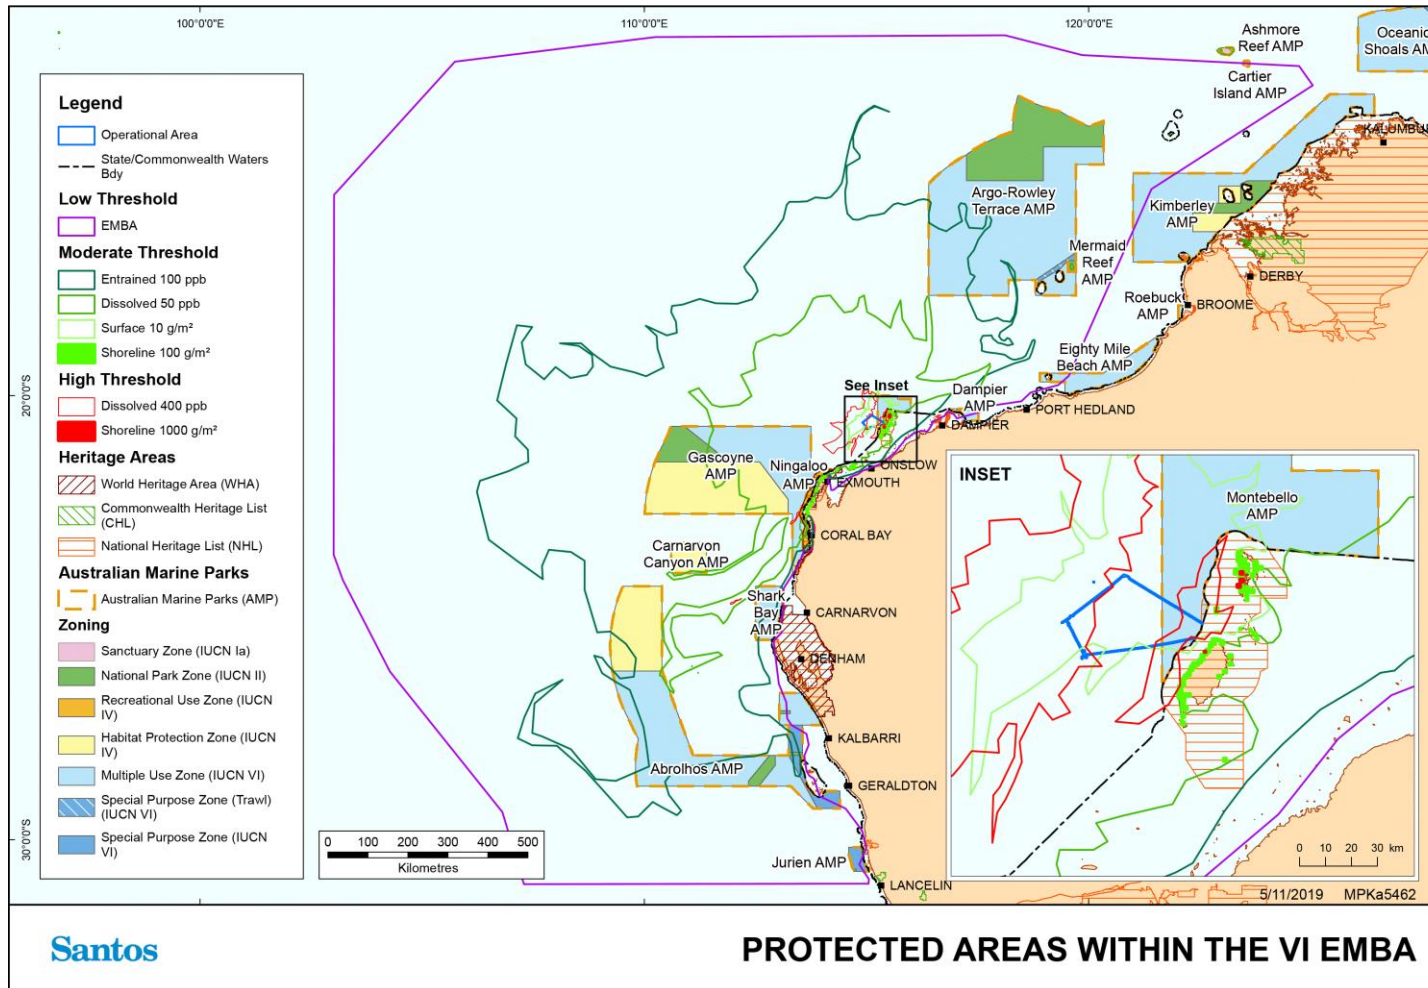 100°0'0"E
110°0'0"E
120°0'0"E
20°0'0"S
30°0'0"S
Legend
Operational Area
State/Commonwealth Waters
Bdy
Low Threshold
EMBA
Moderate Threshold
Entrained 100 ppb
Dissolved 50 ppb
Surface 10 g/m²
Shoreline 100 g/m²
High Threshold
Dissolved 400 ppb
Shoreline 1000 g/m²
Heritage Areas
World Heritage Area (WHA)
Commonwealth Heritage List
(CHL)
National Heritage List (NHL)
Australian Marine Parks
Australian Marine Parks (AMP)
Zoning
Sanctuary Zone (IUCN Ia)
National Park Zone (IUCN II)
Recreational Use Zone (IUCN
IV)
Habitat Protection Zone (IUCN
IV)
Multiple Use Zone (IUCN VI)
Special Purpose Zone (Trawl)
(IUCN VI)
Special Purpose Zone (IUCN
VI)
Ashmore
Reef AMP
Cartier
Island AMP
Oceanic
Shoals AM
KALUMBUR
Argo-Rowley
Terrace AMP
Kimberley
AMP
Mermaid
Reef
AMP
DERBY
Roebuck
AMP
BROOME
Eighty Mile
Beach AMP
See Inset
Dampier
AMP
PORT HEDLAND
DAMPIER
Gascoyne
AMP
Ningaloo
AMP
ONSLOW
EXMOUTH
CORAL BAY
Carnarvon
Canyon AMP
Shark
Bay
AMP
CARNARVON
DENHAM
KALBARRI
Abrolhos AMP
GERALDTON
Jurien AMP
LANCELIN
0 100 200 300 400 500
Kilometres
INSET
Montebello
AMP
0 10 20 30 km
5/11/2019 MPKa5462
Santos
PROTECTED AREAS WITHIN THE VI EMBA